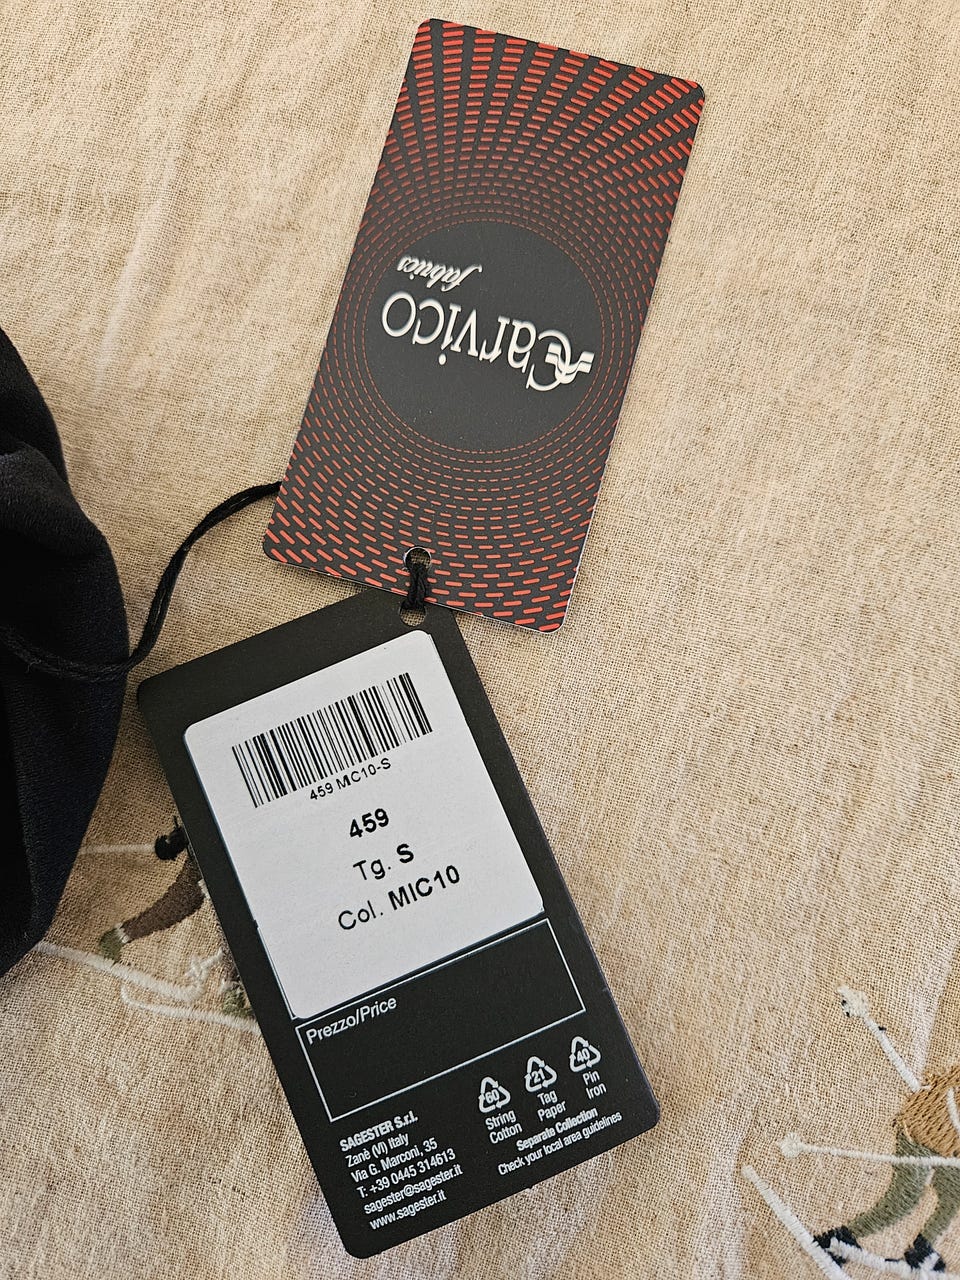 Carvico
fabrics
459 MIC10-S
459
Tg. S
Col. MIC10
Prezzo/Price
60
21
40
String
Cotton
Tag
Paper
Pin
Iron
Separate Collection
Check your local area guidelines
SAGESTER S.r.l.
Zanè (VI) Italy
Via G. Marconi, 35
T: +39 0445 314613
sagester@sagester.it
www.sagester.it